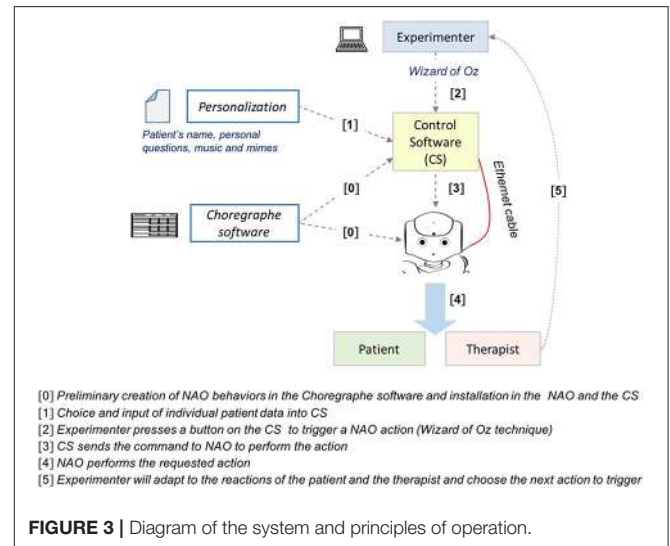 Experimenter
Wizard of Oz
[2]
Personalization
Patient's name, personal
questions, music and mimes
[1]
Control
Software
(CS)
[0]
[3]
Ethernet cable
[5]
Choregraphe
software
[0]
[4]
Patient
Therapist
[0] Preliminary creation of NAO behaviors in the Choregraphe software and installation in the NAO and the CS
[1] Choice and input of individual patient data into CS
[2] Experimenter presses a button on the CS to trigger a NAO action (Wizard of Oz technique)
[3] CS sends the command to NAO to perform the action
[4] NAO performs the requested action
[5] Experimenter will adapt to the reactions of the patient and the therapist and choose the next action to trigger
FIGURE 3 | Diagram of the system and principles of operation.